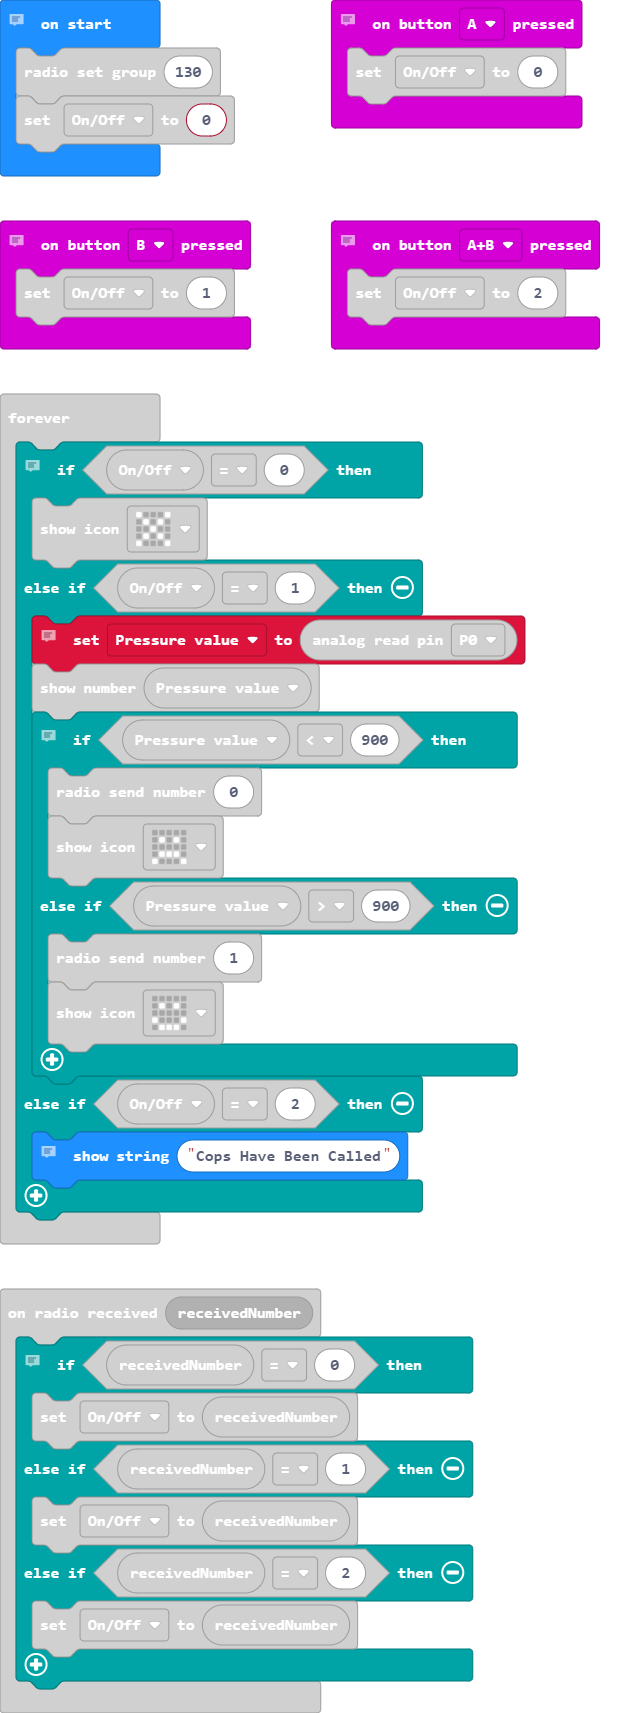 on start
radio set group 130
set On/Off to 0
on button A pressed
set On/Off to 0
on button B pressed
set On/Off to 1
on button A+B pressed
set On/Off to 2
forever
if On/Off = 0 then
show icon
else if On/Off = 1 then
set Pressure value to analog read pin P0
show number Pressure value
if Pressure value < 900 then
radio send number 0
show icon
else if Pressure value > 900 then
radio send number 1
show icon
else if On/Off = 2 then
show string "Cops Have Been Called"
on radio received receivedNumber
if receivedNumber = 0 then
set On/Off to receivedNumber
else if receivedNumber = 1 then
set On/Off to receivedNumber
else if receivedNumber = 2 then
set On/Off to receivedNumber